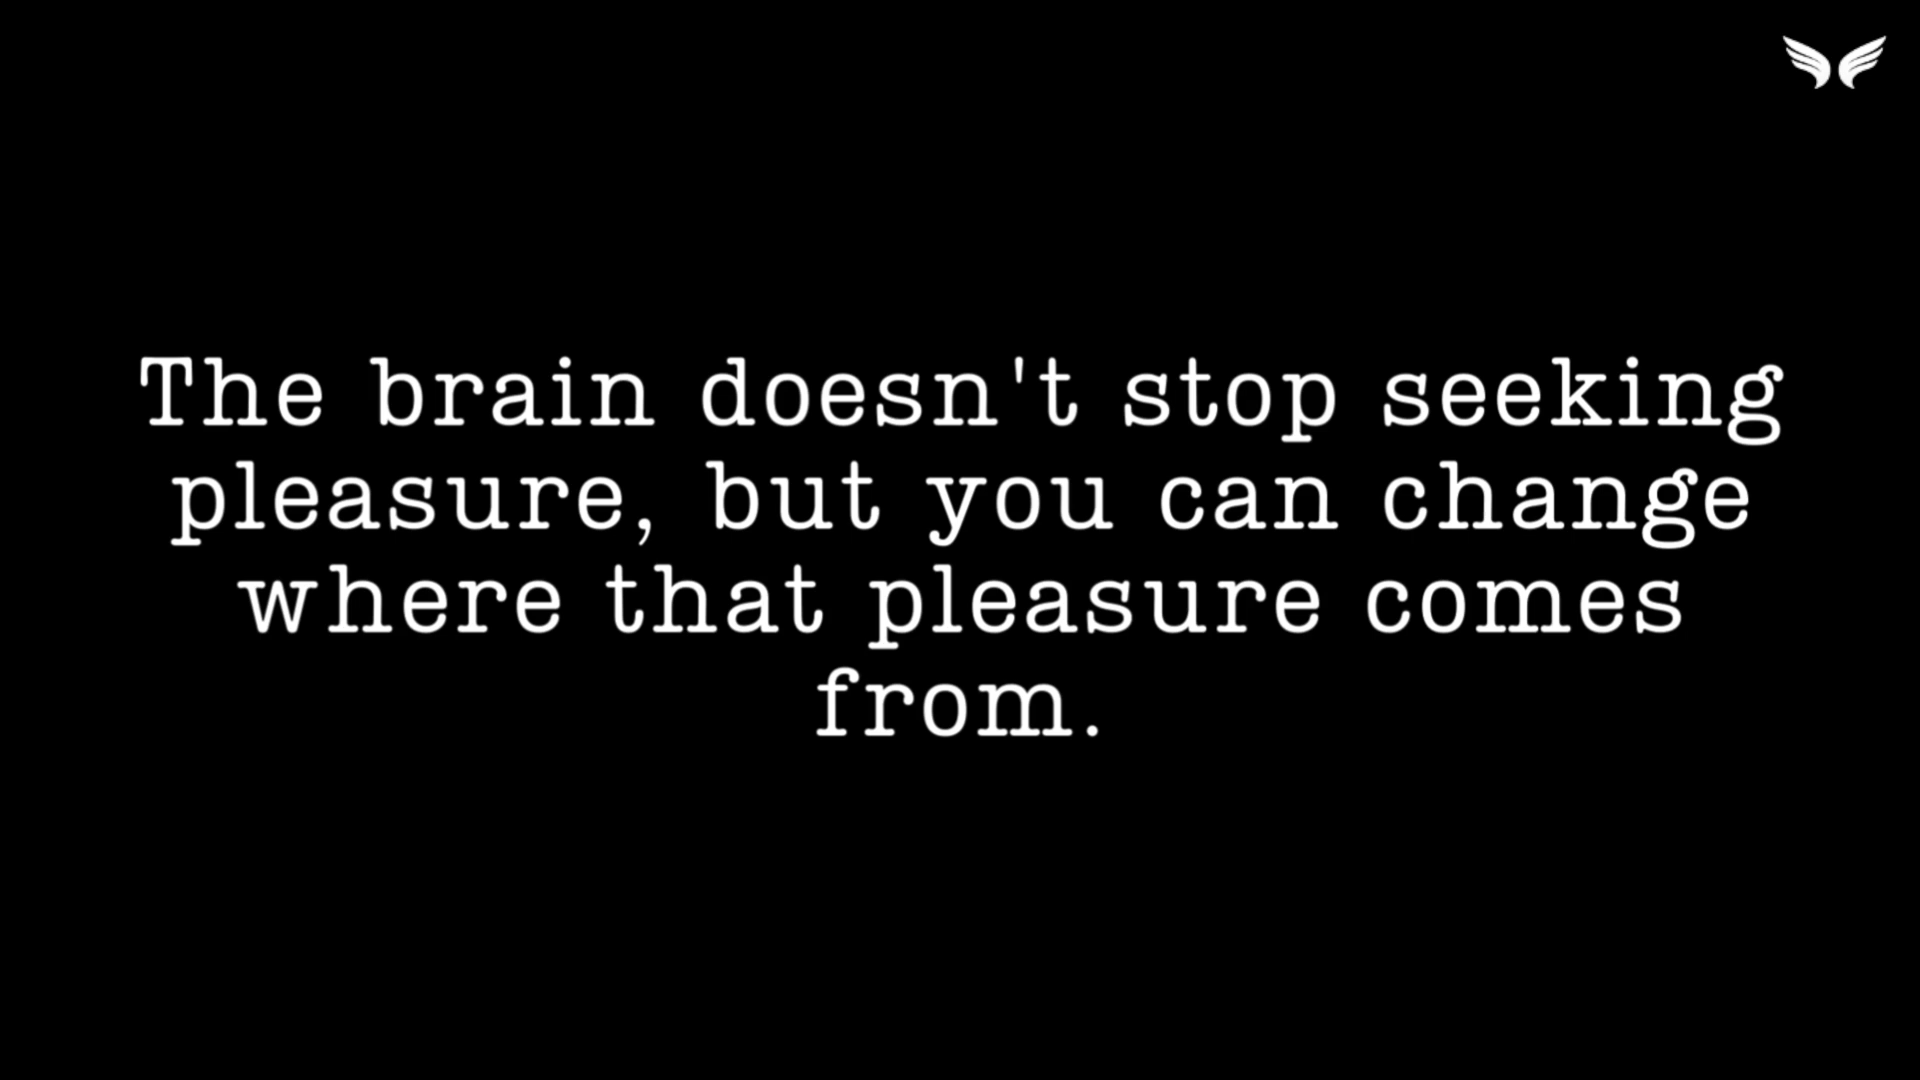 The brain doesn't stop seeking
pleasure, but you can change
where that pleasure comes
from.